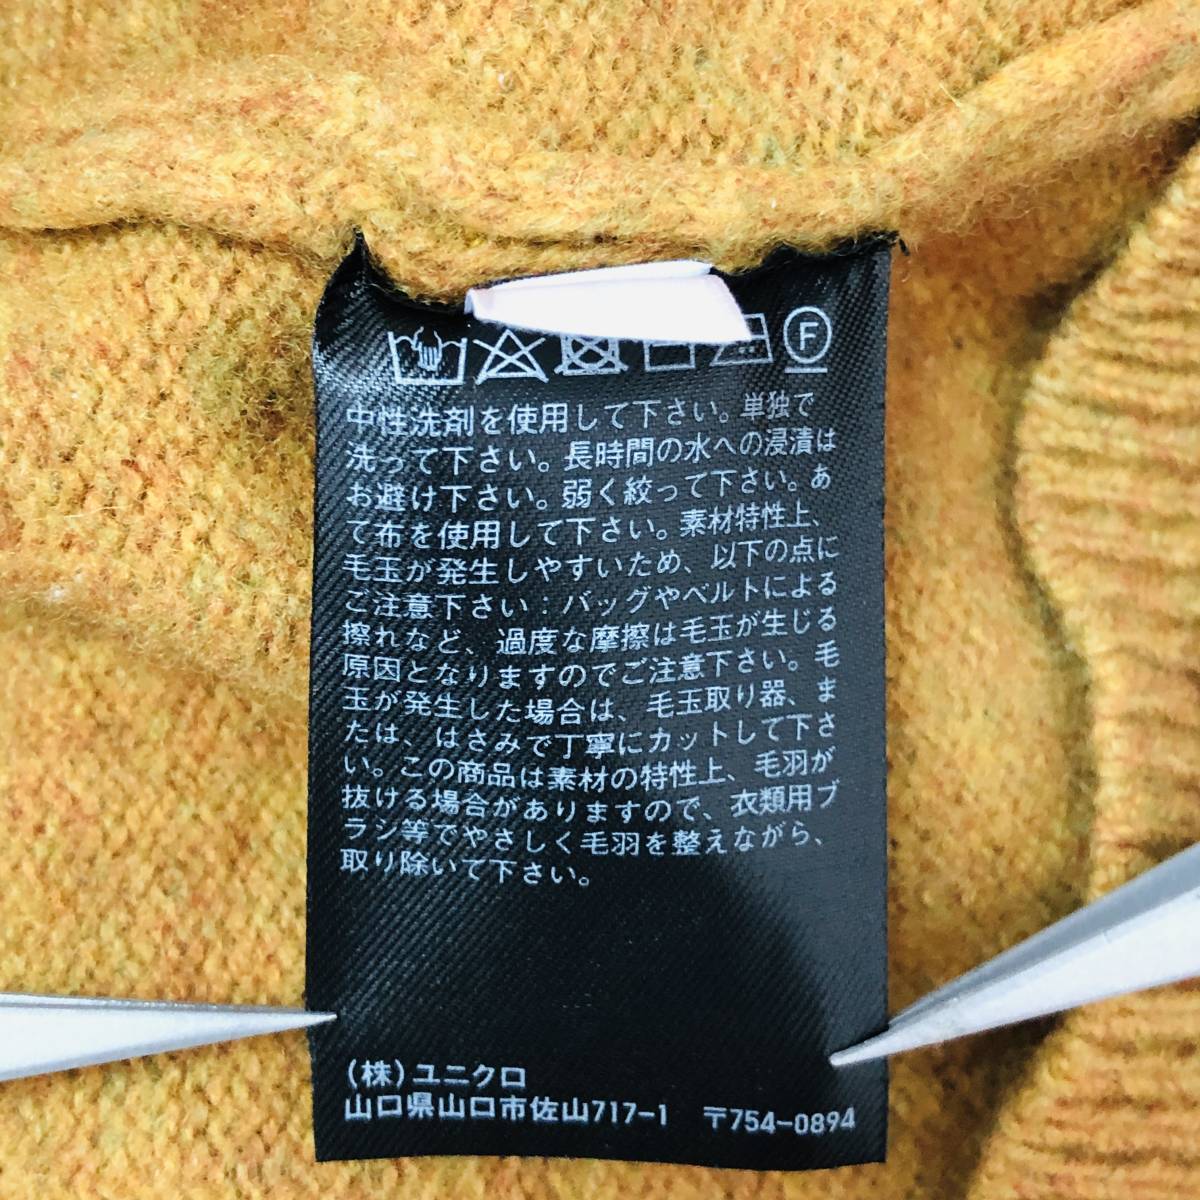 F
中性洗剤を使用して下さい。単独で
洗って下さい。長時間の水への浸漬は
お避け下さい。弱く絞って下さい。あ
て布を使用して下さい。素材特性上、
毛玉が発生しやすいため、以下の点に
ご注意下さい：バッグやベルトによる
擦れなど、過度な摩擦は毛玉が生じる
原因となりますのでご注意下さい。毛
玉が発生した場合は、毛玉取り器、ま
たは、はさみで丁寧にカットして下さ
い。この商品は素材の特性上、毛羽が
抜ける場合がありますので、衣類用ブ
ラシ等でやさしく毛羽を整えながら、
取り除いて下さい。
(株)ユニクロ
山口県山口市佐山717-1 〒754-0894